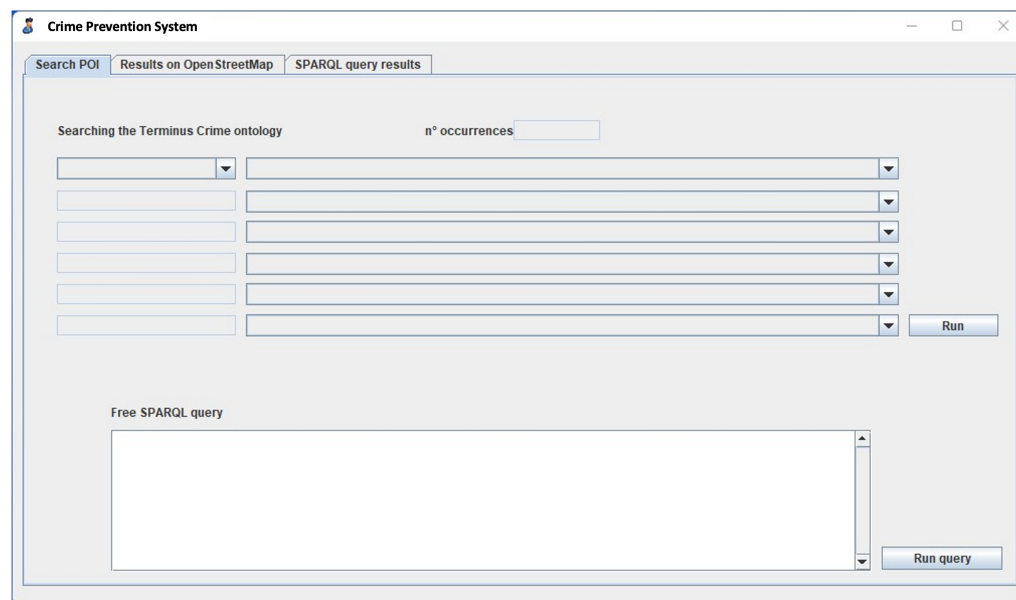 Crime Prevention System
Search POI Results on OpenStreetMap SPARQL query results
Searching the Terminus Crime ontology n° occurrences
Run
Free SPARQL query
Run query